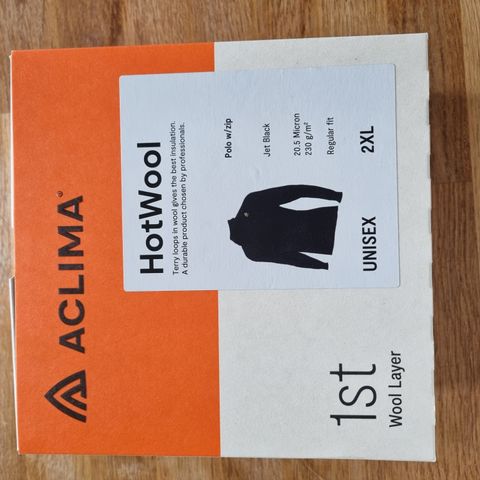 ACLIMA®
HotWool
Terry loops in wool gives the best insulation.
A durable product chosen by professionals.
Polo w/zip
Jet Black
20.5 Micron
230 g/m²
Regular fit
UNISEX 2XL
1st
Wool Layer